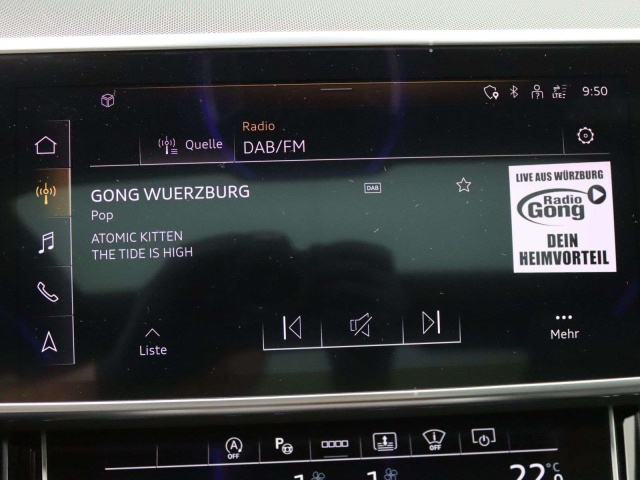 LTE
9:50
Radio
Quelle
DAB/FM
GONG WUERZBURG
DAB
Pop
ATOMIC KITTEN
THE TIDE IS HIGH
LIVE AUS WÜRZBURG
Radio
Gong
DEIN
HEIMVORTEIL
Liste
Mehr
A
OFF
P
OFF
22°C